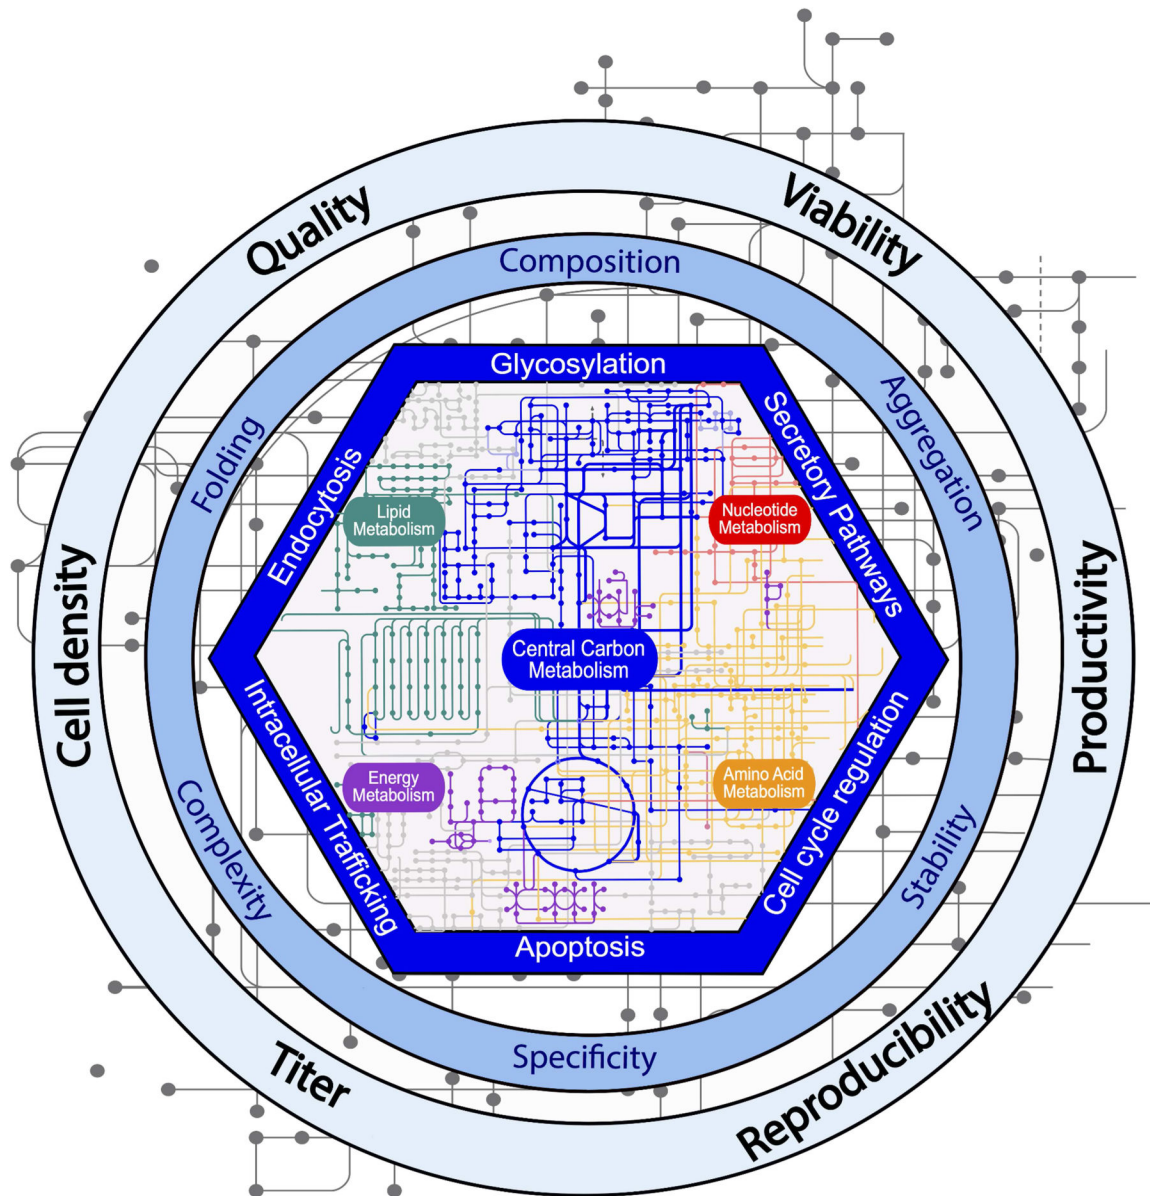 Quality
Viability
Cell density
Productivity
Titer
Reproducibility
Composition
Folding
Aggregation
Complexity
Stability
Specificity
Glycosylation
Endocytosis
Secretory Pathways
Intracellular Trafficking
Cell cycle regulation
Apoptosis
Lipid
Metabolism
Nucleotide
Metabolism
Central Carbon
Metabolism
Energy
Metabolism
Amino Acid
Metabolism